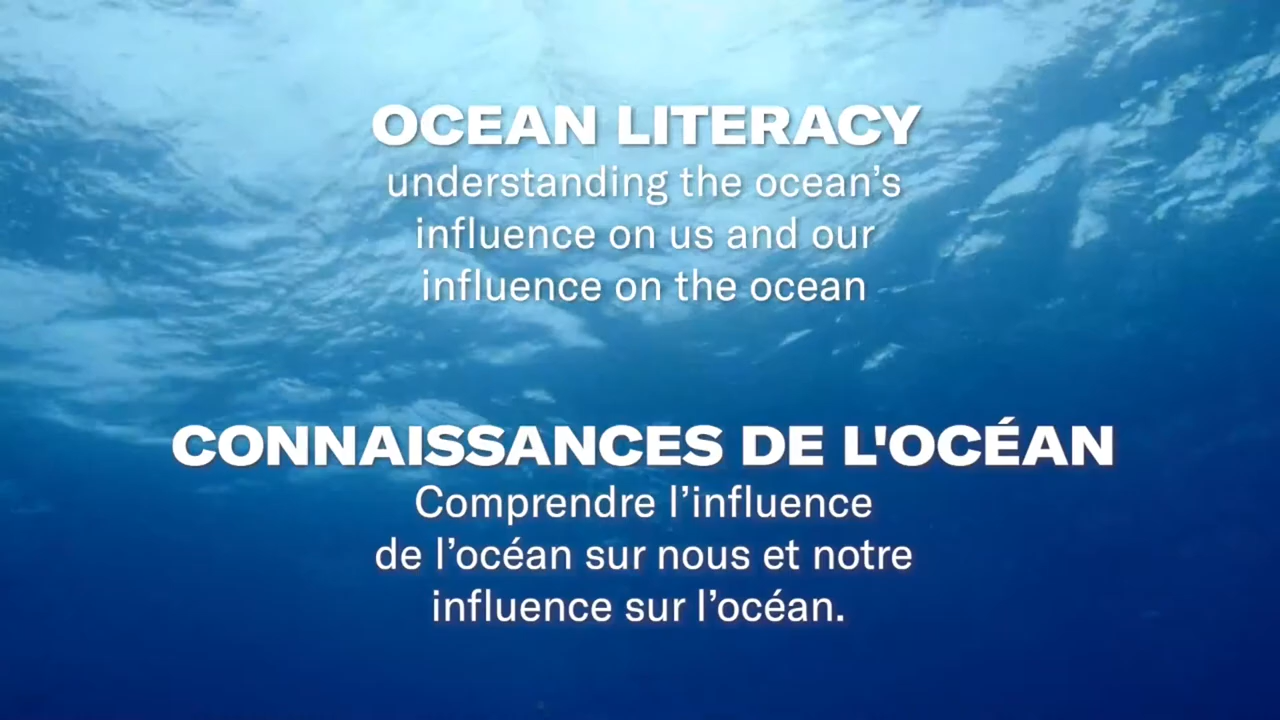 OCEAN LITERACY
understanding the ocean’s
influence on us and our
influence on the ocean
CONNAISSANCES DE L'OCÉAN
Comprendre l’influence
de l’océan sur nous et notre
influence sur l’océan.